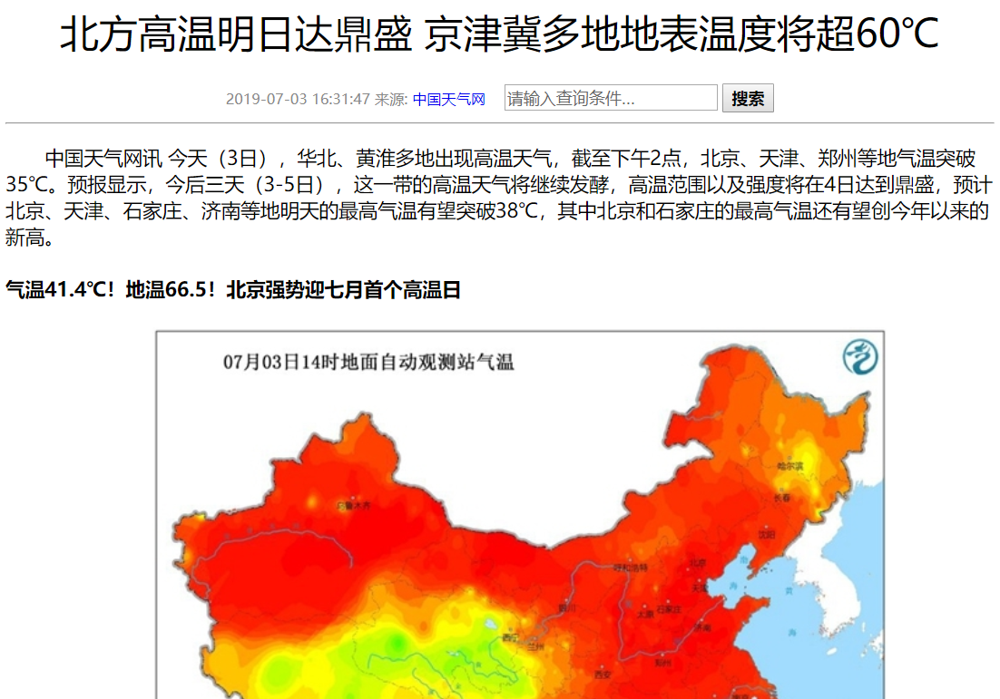 北方高温明日达鼎盛 京津冀多地地表温度将超60℃
2019-07-03 16:31:47 来源: 中国天气网 请输入查询条件... 搜索
中国天气网讯 今天（3日），华北、黄淮多地出现高温天气，截至下午2点，北京、天津、郑州等地气温突破
35℃。预报显示，今后三天（3-5日），这一带的高温天气将继续发酵，高温范围以及强度将在4日达到鼎盛，预计
北京、天津、石家庄、济南等地明天的最高气温有望突破38℃，其中北京和石家庄的最高气温还有望创今年以来的
新高。
气温41.4℃！地温66.5！北京强势迎七月首个高温日
07月03日14时地面自动观测站气温
哈尔滨
长春
乌鲁木齐
沈阳
呼和浩特
北京
天津
渤
海
黄
银川
太原
石家庄
济南
海
西宁
兰州
郑州
西安